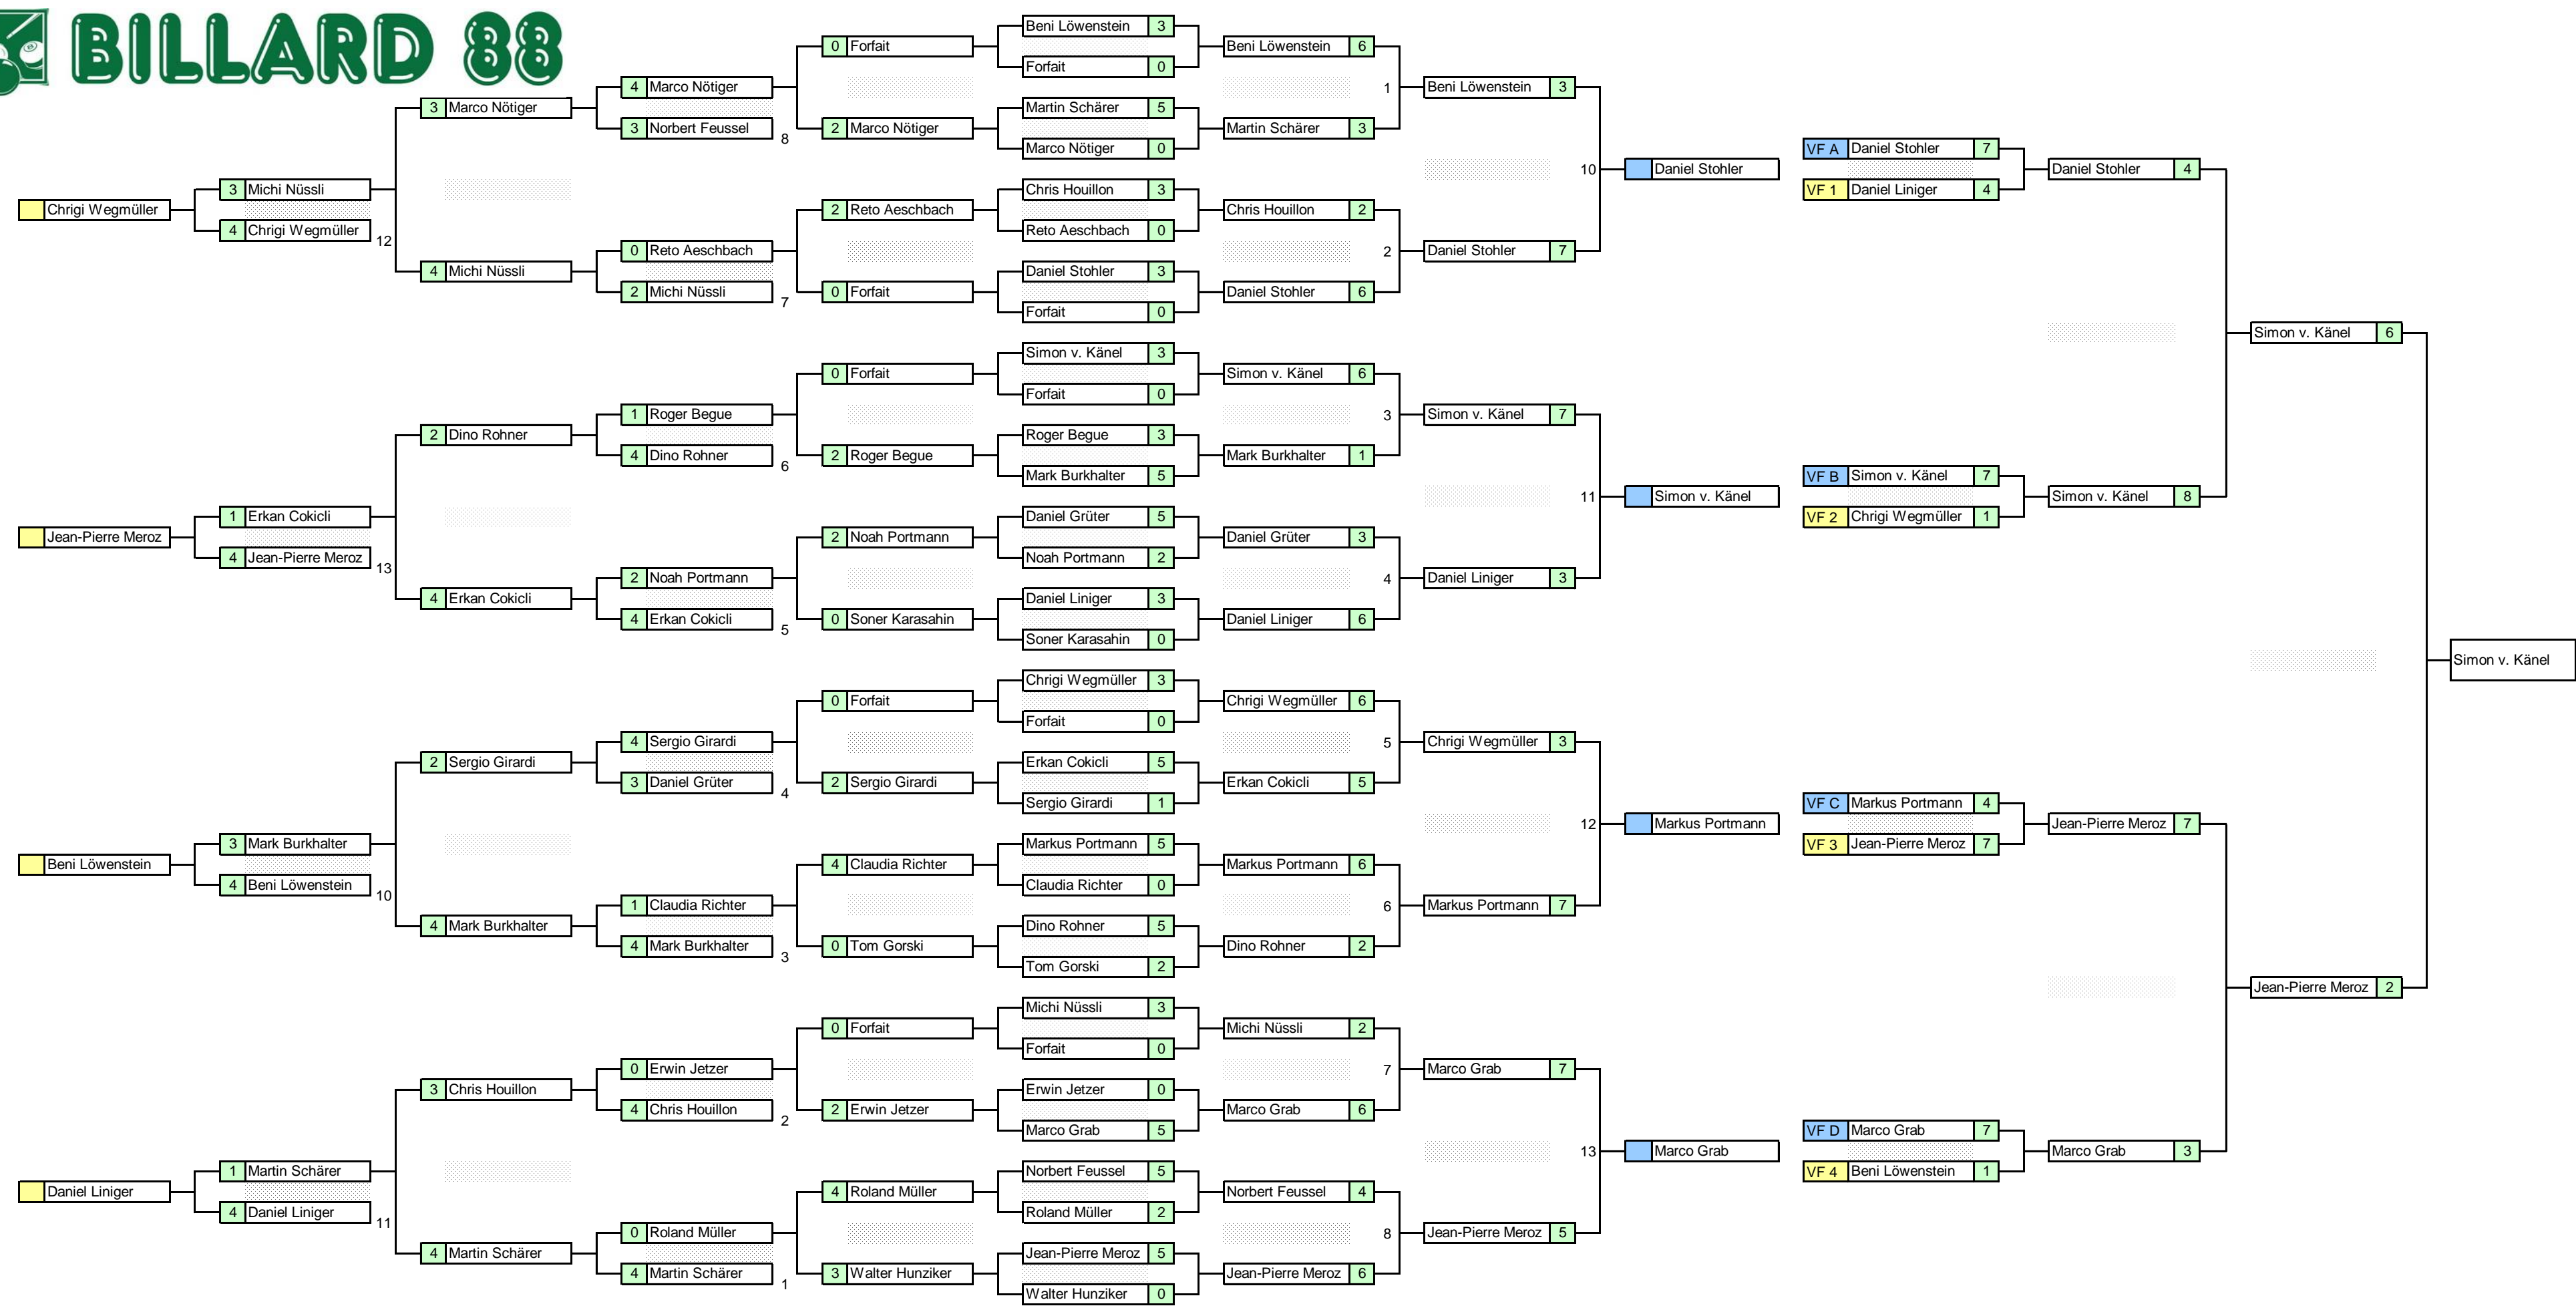 BILLARD 88
Beni Löwenstein 3
0 Forfait
Beni Löwenstein 6
Forfait 0
4 Marco Nötiger
1
Beni Löwenstein 3
3 Marco Nötiger
Martin Schärer 5
3 Norbert Feussel
8
2 Marco Nötiger
Martin Schärer 3
Marco Nötiger 0
VF A Daniel Stohler 7
10
Daniel Stohler
Daniel Stohler 4
3 Michi Nüssli
Chris Houillon 3
VF 1 Daniel Liniger 4
Chrigi Wegmüller
2 Reto Aeschbach
Chris Houillon 2
4 Chrigi Wegmüller
12
Reto Aeschbach 0
0 Reto Aeschbach
2
Daniel Stohler 7
4 Michi Nüssli
Daniel Stohler 3
2 Michi Nüssli
7
0 Forfait
Daniel Stohler 6
Forfait 0
Simon v. Känel 6
Simon v. Känel 3
0 Forfait
Simon v. Känel 6
Forfait 0
1 Roger Begue
3
Simon v. Känel 7
2 Dino Rohner
Roger Begue 3
4 Dino Rohner
6
2 Roger Begue
Mark Burkhalter 1
Mark Burkhalter 5
VF B Simon v. Känel 7
11
Simon v. Känel
Simon v. Känel 8
1 Erkan Cokicli
Daniel Grüter 5
VF 2 Chrigi Wegmüller 1
Jean-Pierre Meroz
2 Noah Portmann
Daniel Grüter 3
4 Jean-Pierre Meroz
13
Noah Portmann 2
2 Noah Portmann
4
Daniel Liniger 3
4 Erkan Cokicli
Daniel Liniger 3
4 Erkan Cokicli
5
0 Soner Karasahin
Daniel Liniger 6
Soner Karasahin 0
Simon v. Känel
Chrigi Wegmüller 3
0 Forfait
Chrigi Wegmüller 6
Forfait 0
4 Sergio Girardi
5
Chrigi Wegmüller 3
2 Sergio Girardi
Erkan Cokicli 5
3 Daniel Grüter
4
2 Sergio Girardi
Erkan Cokicli 5
Sergio Girardi 1
VF C Markus Portmann 4
12
Markus Portmann
Jean-Pierre Meroz 7
3 Mark Burkhalter
Markus Portmann 5
VF 3 Jean-Pierre Meroz 7
Beni Löwenstein
4 Claudia Richter
Markus Portmann 6
4 Beni Löwenstein
10
Claudia Richter 0
1 Claudia Richter
6
Markus Portmann 7
4 Mark Burkhalter
Dino Rohner 5
4 Mark Burkhalter
3
0 Tom Gorski
Dino Rohner 2
Tom Gorski 2
Jean-Pierre Meroz 2
Michi Nüssli 3
0 Forfait
Michi Nüssli 2
Forfait 0
0 Erwin Jetzer
7
Marco Grab 7
3 Chris Houillon
Erwin Jetzer 0
4 Chris Houillon
2
2 Erwin Jetzer
Marco Grab 6
Marco Grab 5
VF D Marco Grab 7
13
Marco Grab
Marco Grab 3
1 Martin Schärer
Norbert Feussel 5
VF 4 Beni Löwenstein 1
Daniel Liniger
4 Roland Müller
Norbert Feussel 4
4 Daniel Liniger
11
Roland Müller 2
0 Roland Müller
8
Jean-Pierre Meroz 5
4 Martin Schärer
Jean-Pierre Meroz 5
4 Martin Schärer
1
3 Walter Hunziker
Jean-Pierre Meroz 6
Walter Hunziker 0